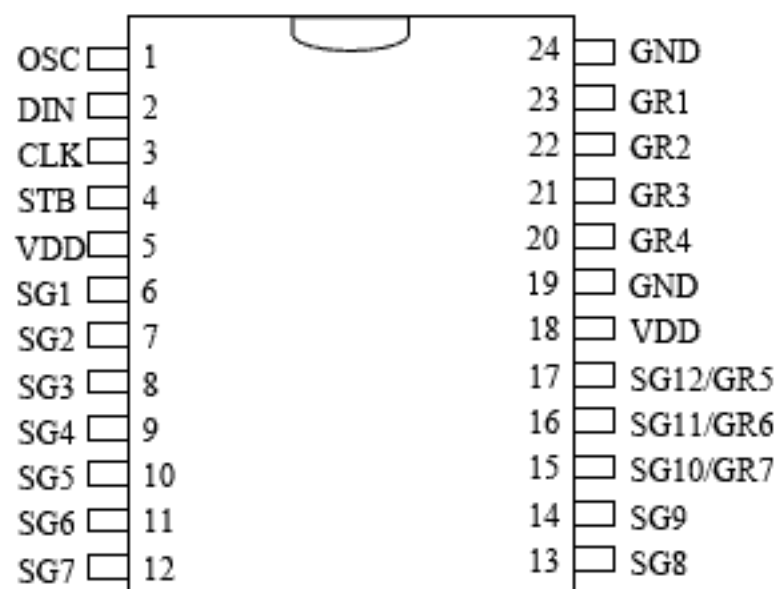 OSC 1 24 GND
DIN 2 23 GR1
CLK 3 22 GR2
STB 4 21 GR3
VDD 5 20 GR4
SG1 6 19 GND
SG2 7 18 VDD
SG3 8 17 SG12/GR5
SG4 9 16 SG11/GR6
SG5 10 15 SG10/GR7
SG6 11 14 SG9
SG7 12 13 SG8